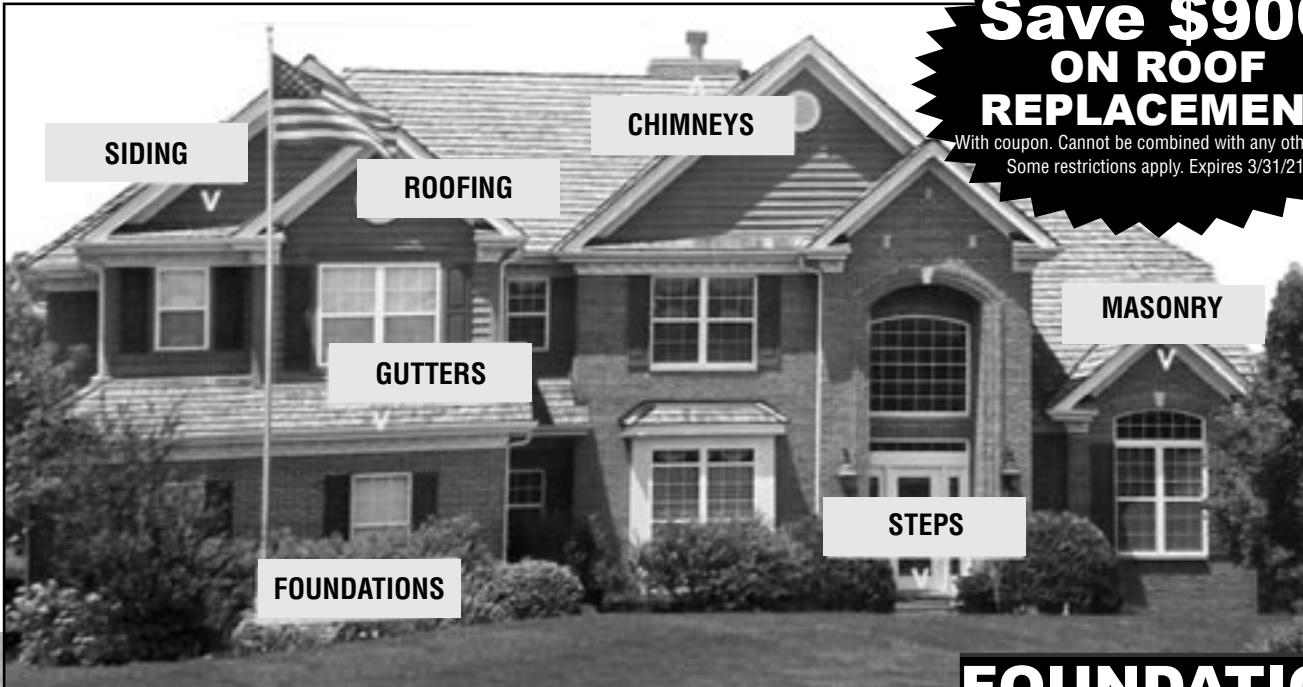 Save $900
ON ROOF
REPLACEMEN
With coupon. Cannot be combined with any oth
Some restrictions apply. Expires 3/31/21
CHIMNEYS
SIDING
ROOFING
MASONRY
GUTTERS
STEPS
FOUNDATIONS
FOUNDATIO